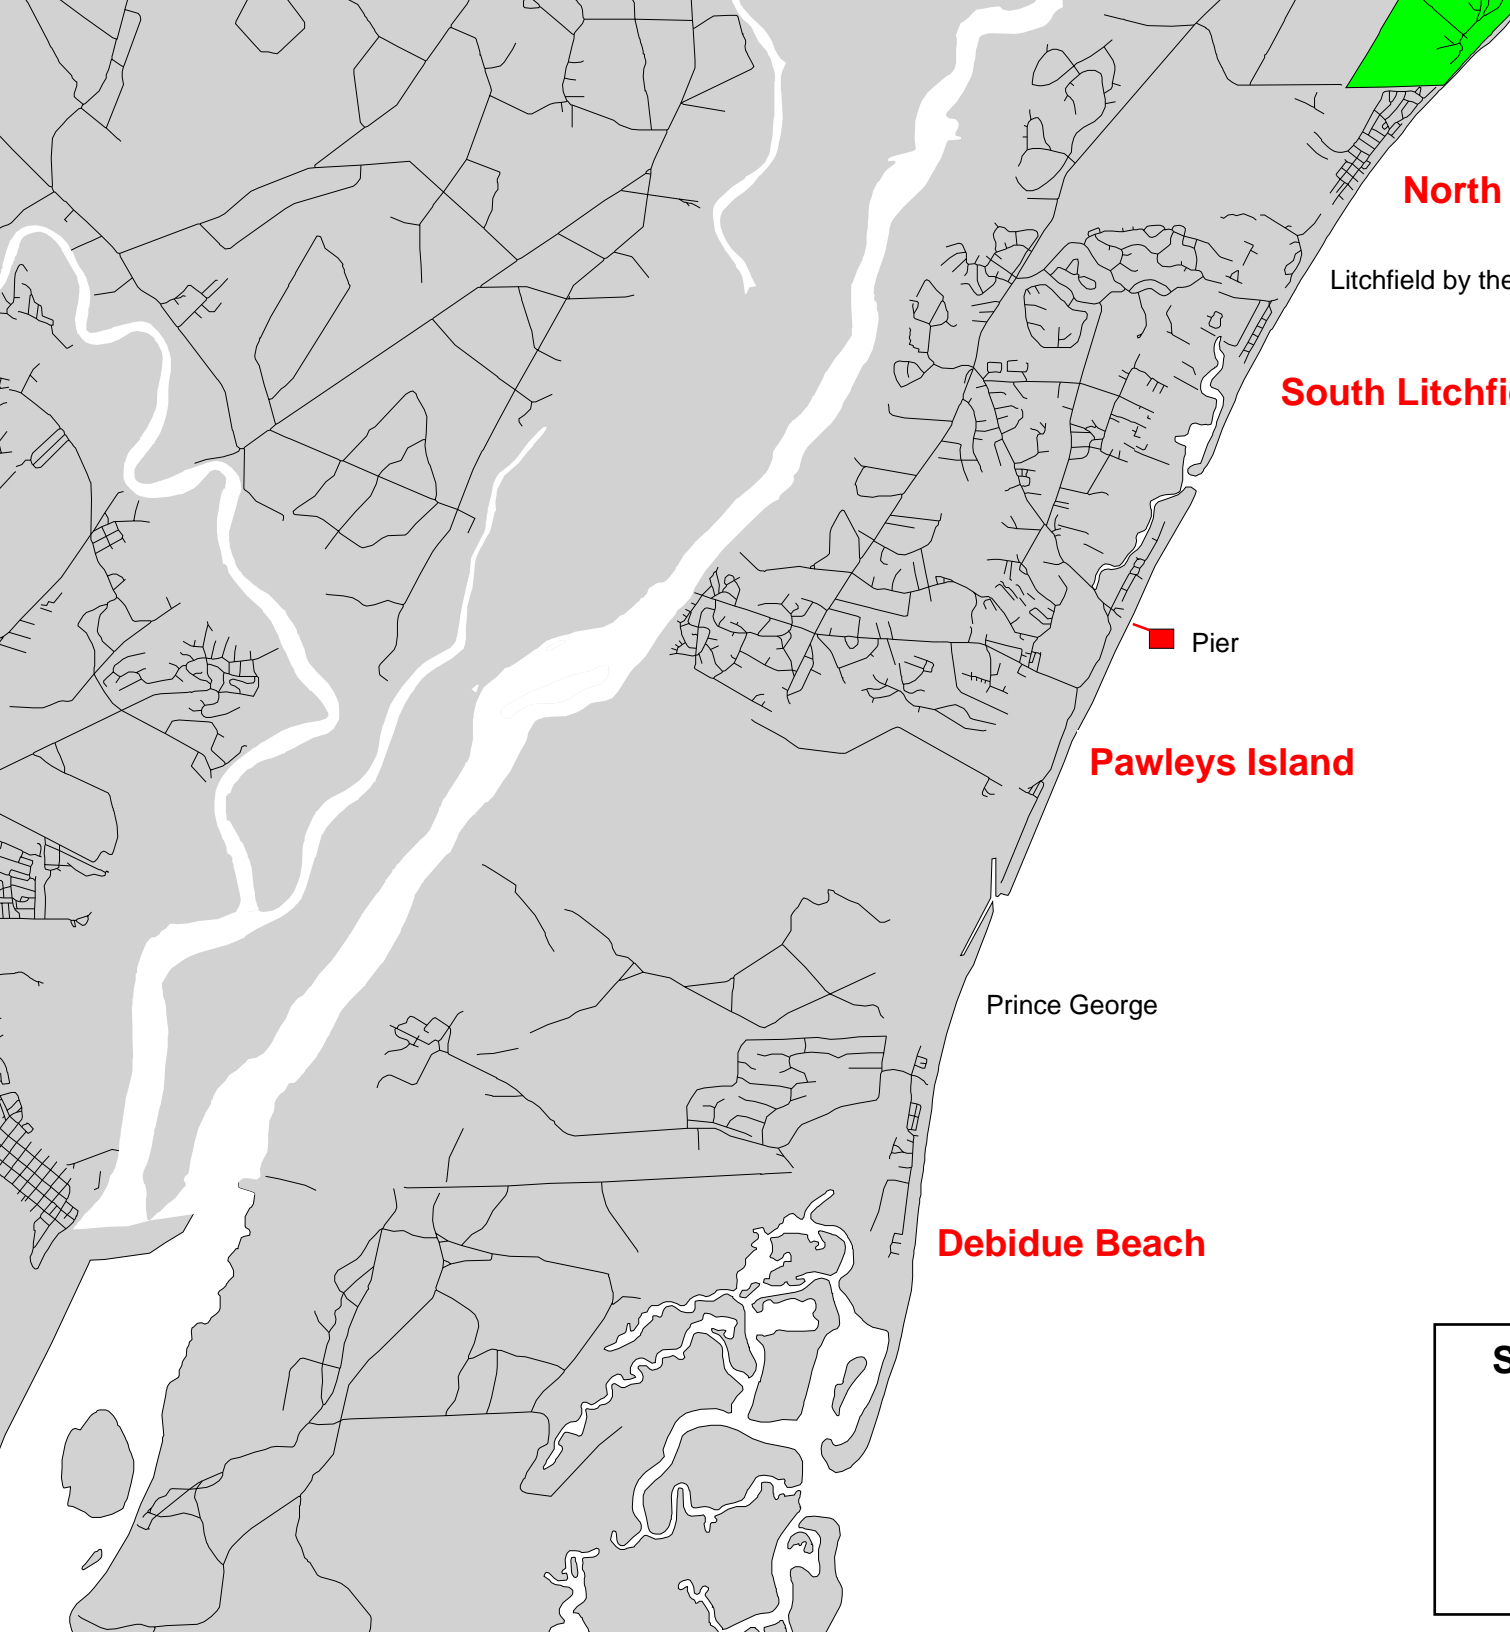 North
Litchfield by the
South Litchfi
Pier
Pawleys Island
Prince George
Debidue Beach
S